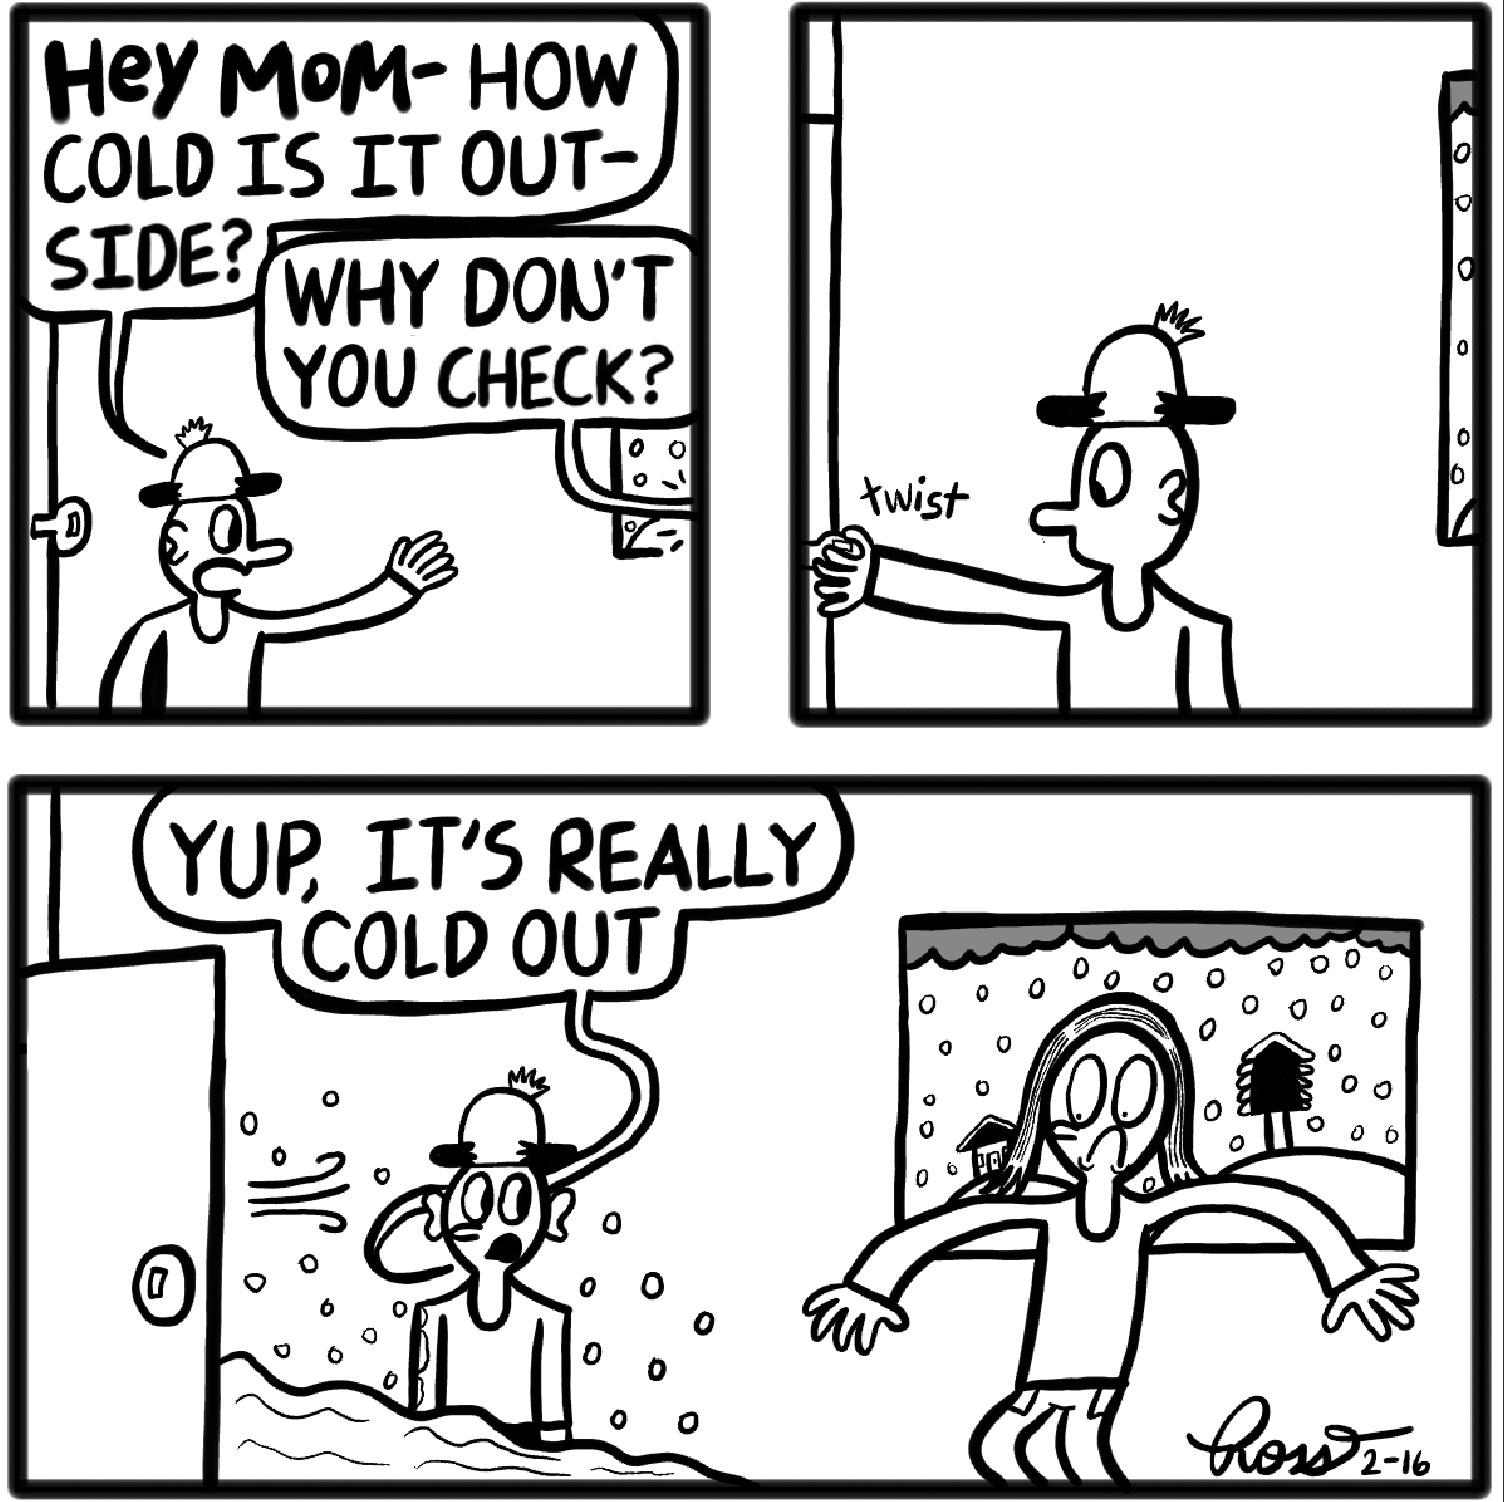 Hey MoM- HOW
COLD IS IT OUT-
SIDE?
WHY DON'T
YOU CHECK?
twist
YUP, IT'S REALLY
COLD OUT
Ross 2-16